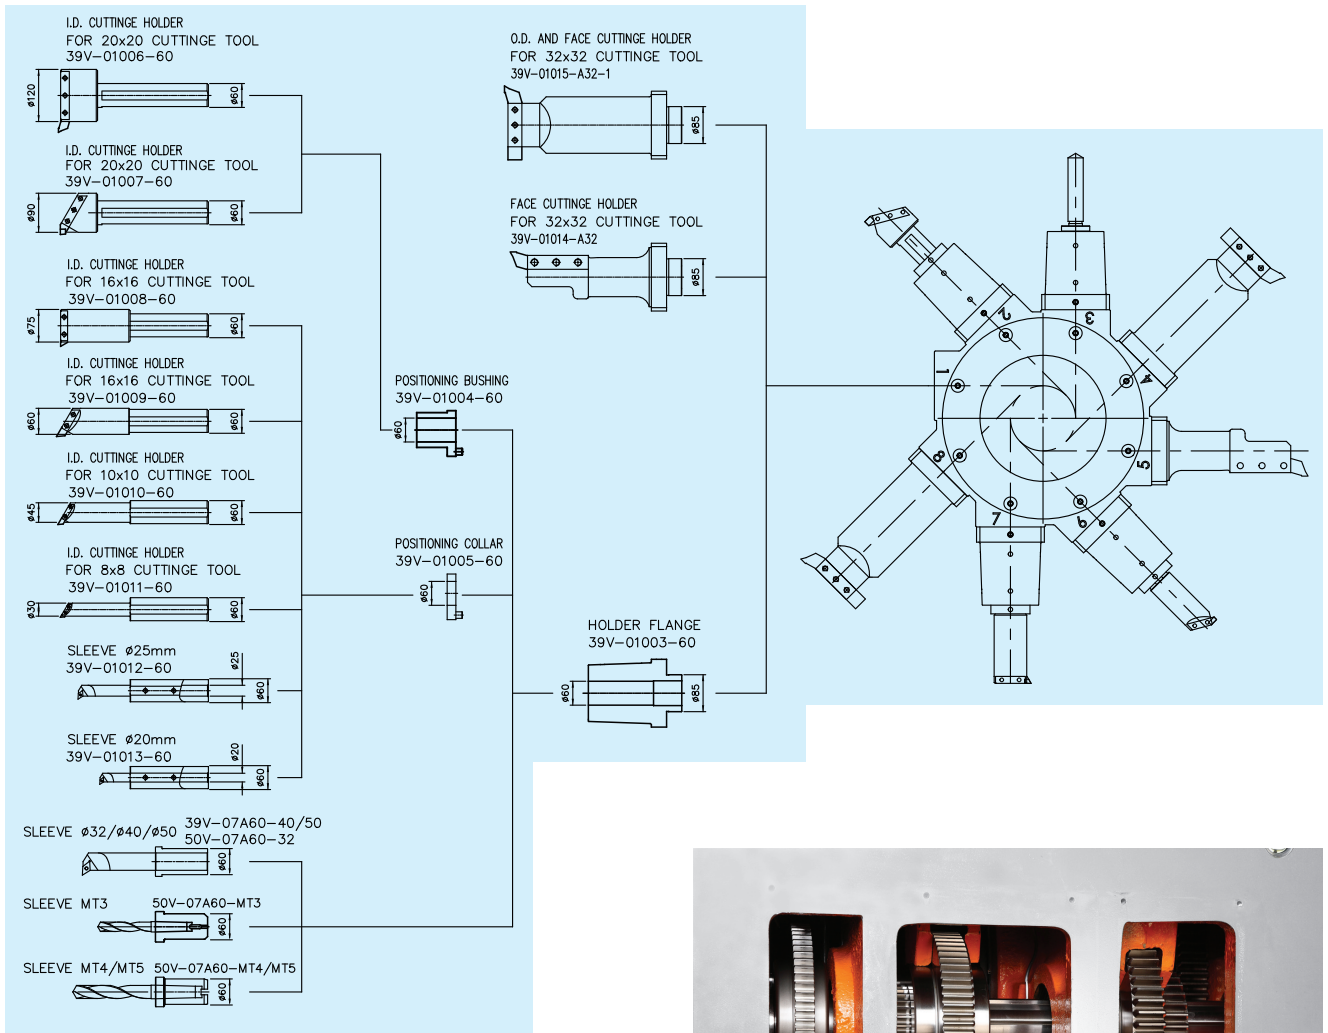 I.D. CUTTINGE HOLDER
FOR 20x20 CUTTINGE TOOL
39V-01006-60
ø120
ø60
I.D. CUTTINGE HOLDER
FOR 20x20 CUTTINGE TOOL
39V-01007-60
ø90
ø60
I.D. CUTTINGE HOLDER
FOR 16x16 CUTTINGE TOOL
39V-01008-60
ø75
ø60
I.D. CUTTINGE HOLDER
FOR 16x16 CUTTINGE TOOL
39V-01009-60
ø60
ø60
I.D. CUTTINGE HOLDER
FOR 10x10 CUTTINGE TOOL
39V-01010-60
ø45
ø60
I.D. CUTTINGE HOLDER
FOR 8x8 CUTTINGE TOOL
39V-01011-60
ø30
ø60
SLEEVE ø25mm
39V-01012-60
ø25
ø60
SLEEVE ø20mm
39V-01013-60
ø20
ø60
SLEEVE ø32/ø40/ø50
39V-07A60-40/50
50V-07A60-32
ø60
SLEEVE MT3 50V-07A60-MT3
ø60
SLEEVE MT4/MT5 50V-07A60-MT4/MT5
ø60
POSITIONING BUSHING
39V-01004-60
ø60
POSITIONING COLLAR
39V-01005-60
ø60
O.D. AND FACE CUTTINGE HOLDER
FOR 32x32 CUTTINGE TOOL
39V-01015-A32-1
ø85
FACE CUTTINGE HOLDER
FOR 32x32 CUTTINGE TOOL
39V-01014-A32
ø85
HOLDER FLANGE
39V-01003-60
ø60
ø85
1
2
3
4
5
6
7
8